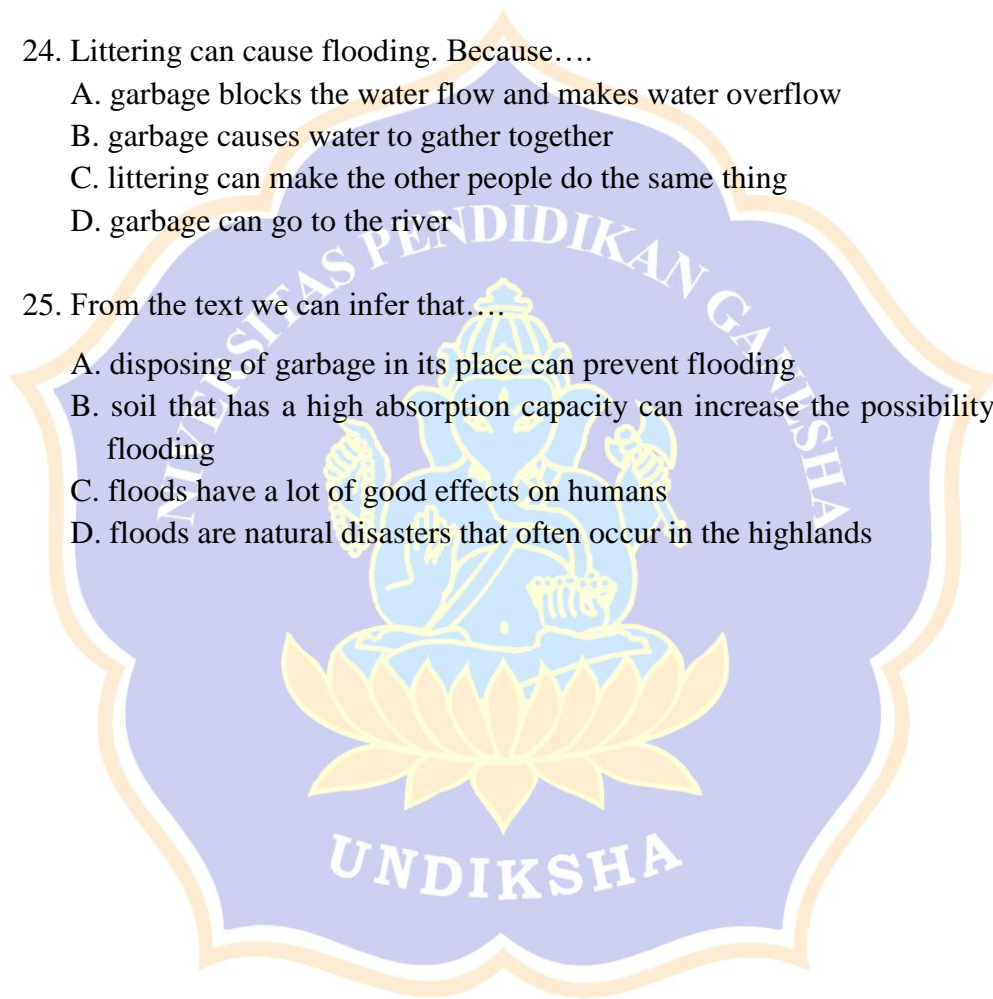 24. Littering can cause flooding. Because….
A. garbage blocks the water flow and makes water overflow
B. garbage causes water to gather together
C. littering can make the other people do the same thing
D. garbage can go to the river
25. From the text we can infer that….
A. disposing of garbage in its place can prevent flooding
B. soil that has a high absorption capacity can increase the possibility
flooding
C. floods have a lot of good effects on humans
D. floods are natural disasters that often occur in the highlands
UNIVERSITAS PENDIDIKAN GANESHA
UNDIKSHA